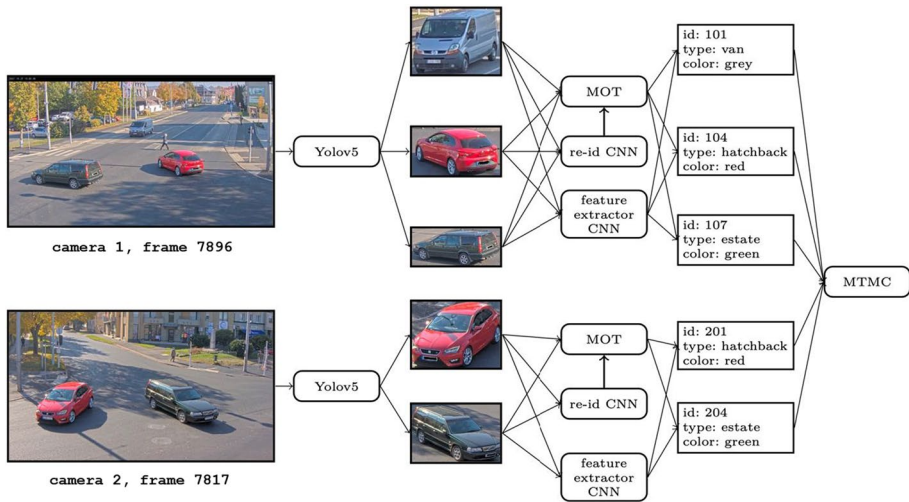 camera 1, frame 7896
Yolov5
MOT
re-id CNN
feature
extractor
CNN
id: 101
type: van
color: grey
id: 104
type: hatchback
color: red
id: 107
type: estate
color: green
MTMC
camera 2, frame 7817
Yolov5
MOT
re-id CNN
feature
extractor
CNN
id: 201
type: hatchback
color: red
id: 204
type: estate
color: green